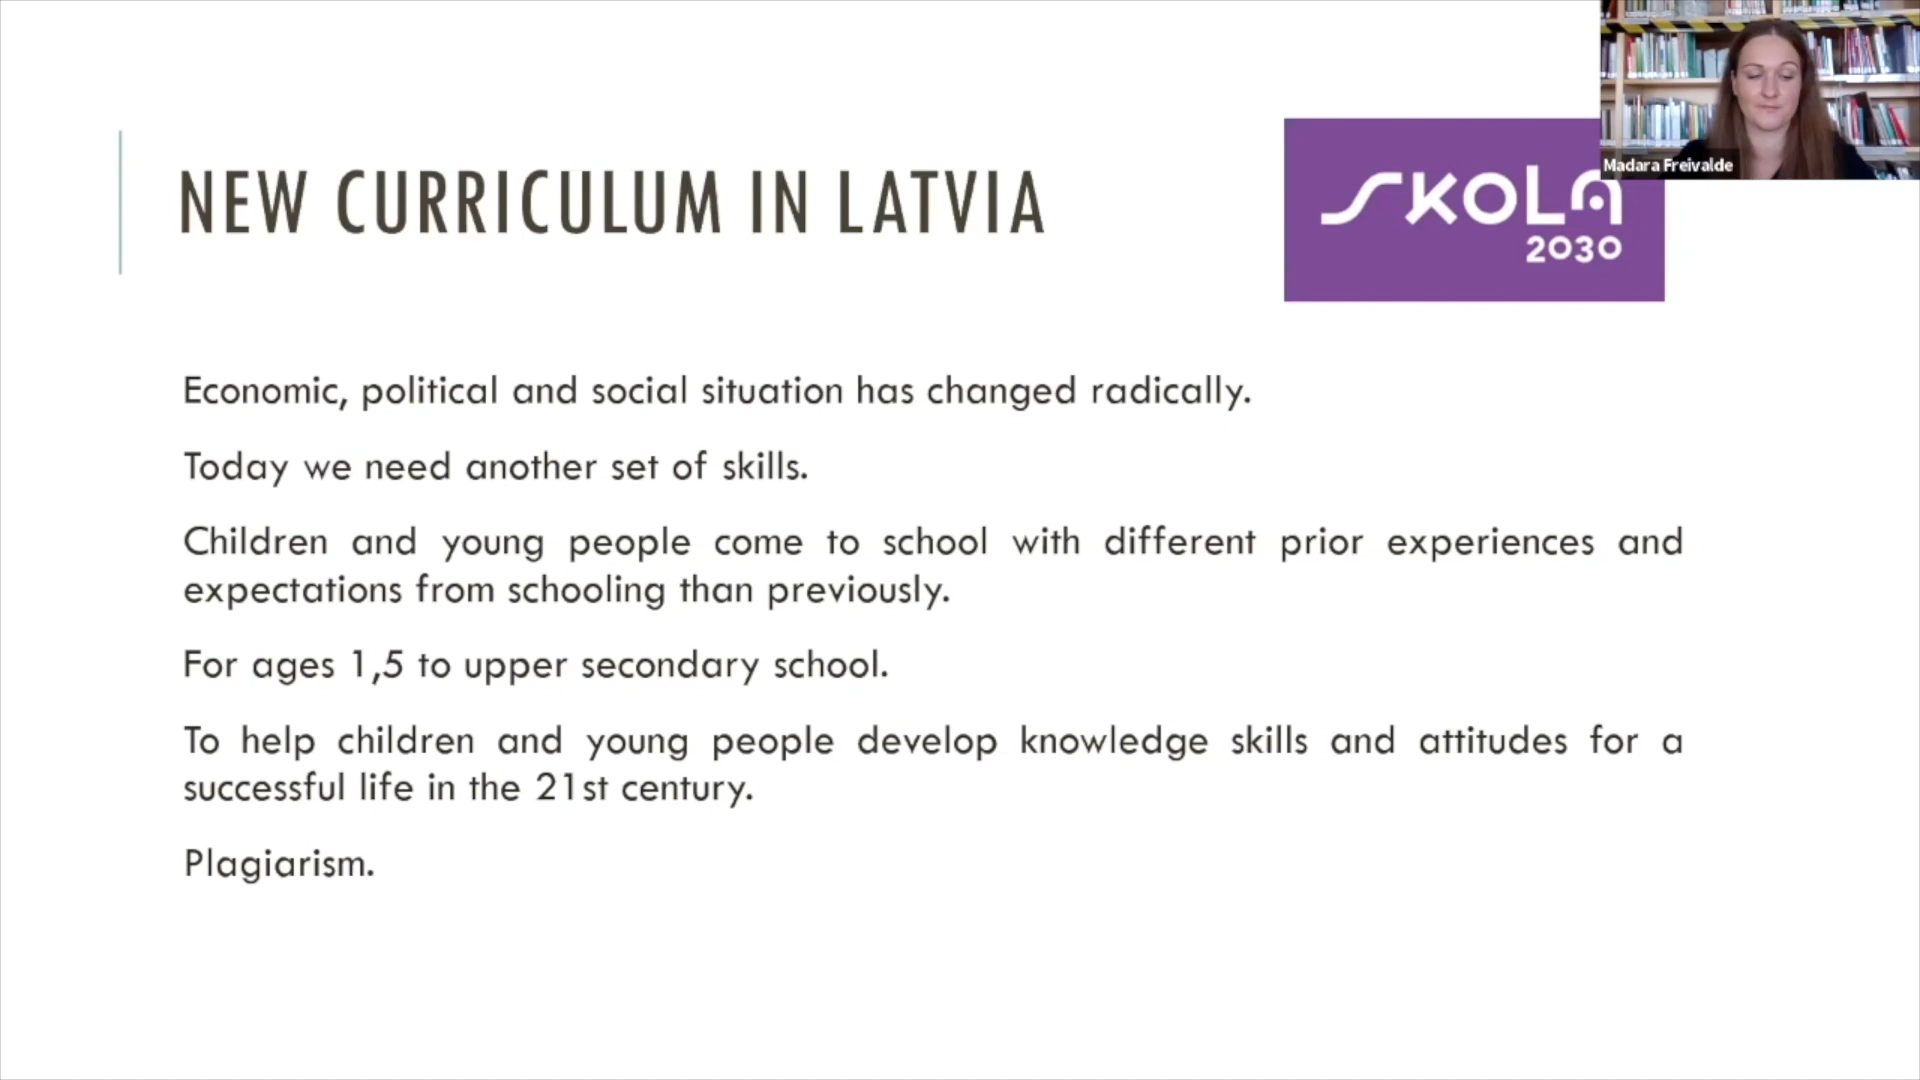 NEW CURRICULUM IN LATVIA
SKOLA
2030
Madara Freivalde
Economic, political and social situation has changed radically.
Today we need another set of skills.
Children and young people come to school with different prior experiences and
expectations from schooling than previously.
For ages 1,5 to upper secondary school.
To help children and young people develop knowledge skills and attitudes for a
successful life in the 21st century.
Plagiarism.